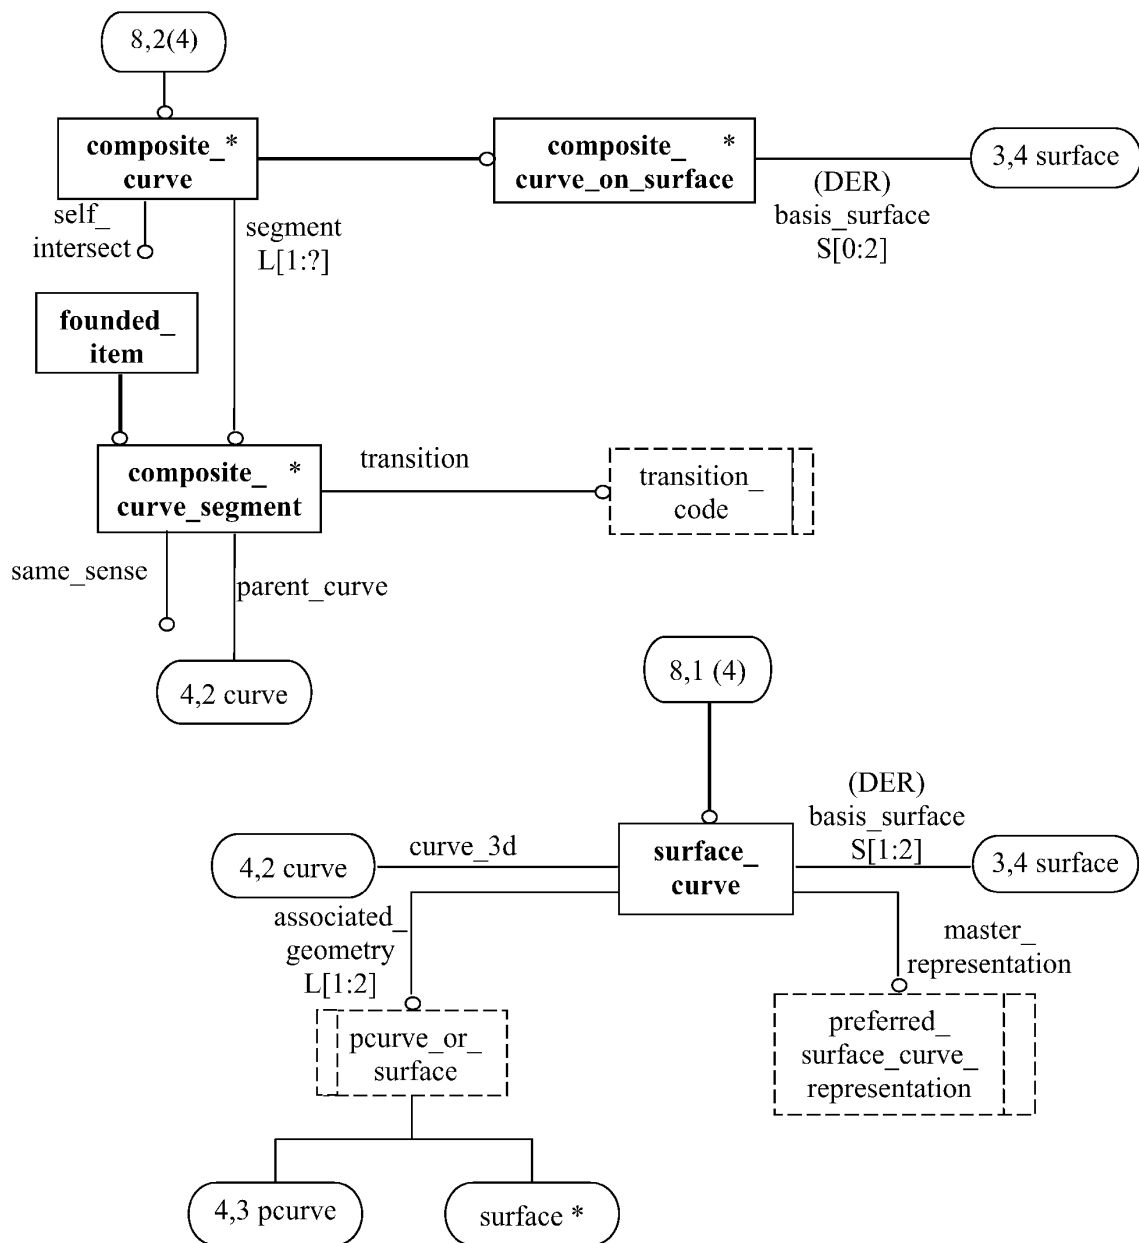 8,2(4)
composite_ *
curve
composite_ *
curve_on_surface
3,4 surface
(DER)
basis_surface
S[0:2]
self_
intersect
segment
L[1:?]
founded_
item
composite_ *
curve_segment
transition
transition_
code
same_sense
parent_curve
4,2 curve
8,1 (4)
(DER)
basis_surface
S[1:2]
4,2 curve
curve_3d
surface_
curve
3,4 surface
associated_
geometry
L[1:2]
master_
representation
pcurve_or_
surface
preferred_
surface_curve_
representation
4,3 pcurve
surface *